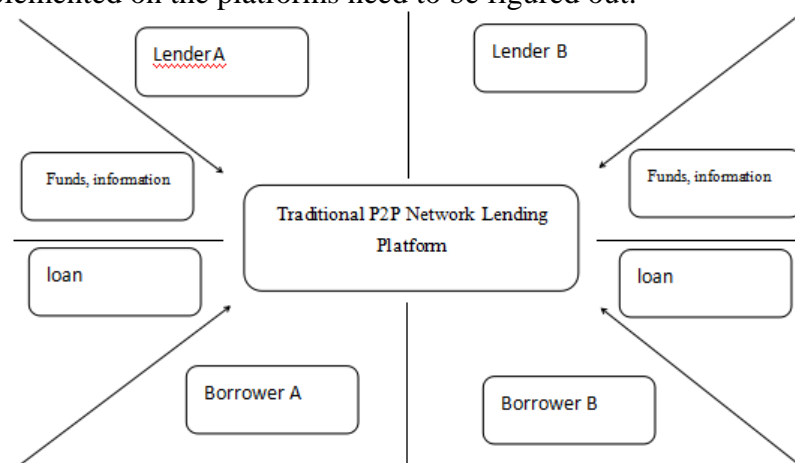 plemented on the platforms need to be figured out.
LenderA
Lender B
Funds, information
Funds, information
Traditional P2P Network Lending
Platform
loan
loan
Borrower A
Borrower B